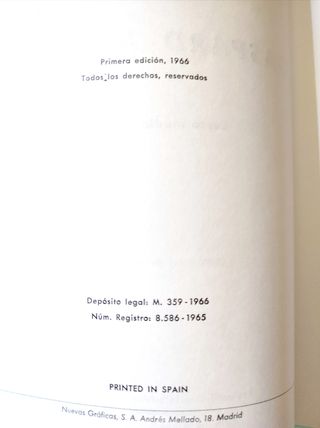 Primera edición, 1966
Todos los derechos, reservados
Depósito legal: M. 359 - 1966
Núm. Registro: 8.586 - 1965
PRINTED IN SPAIN
Nuevas Gráficas, S. A. Andrés Mellado, 18. Madrid